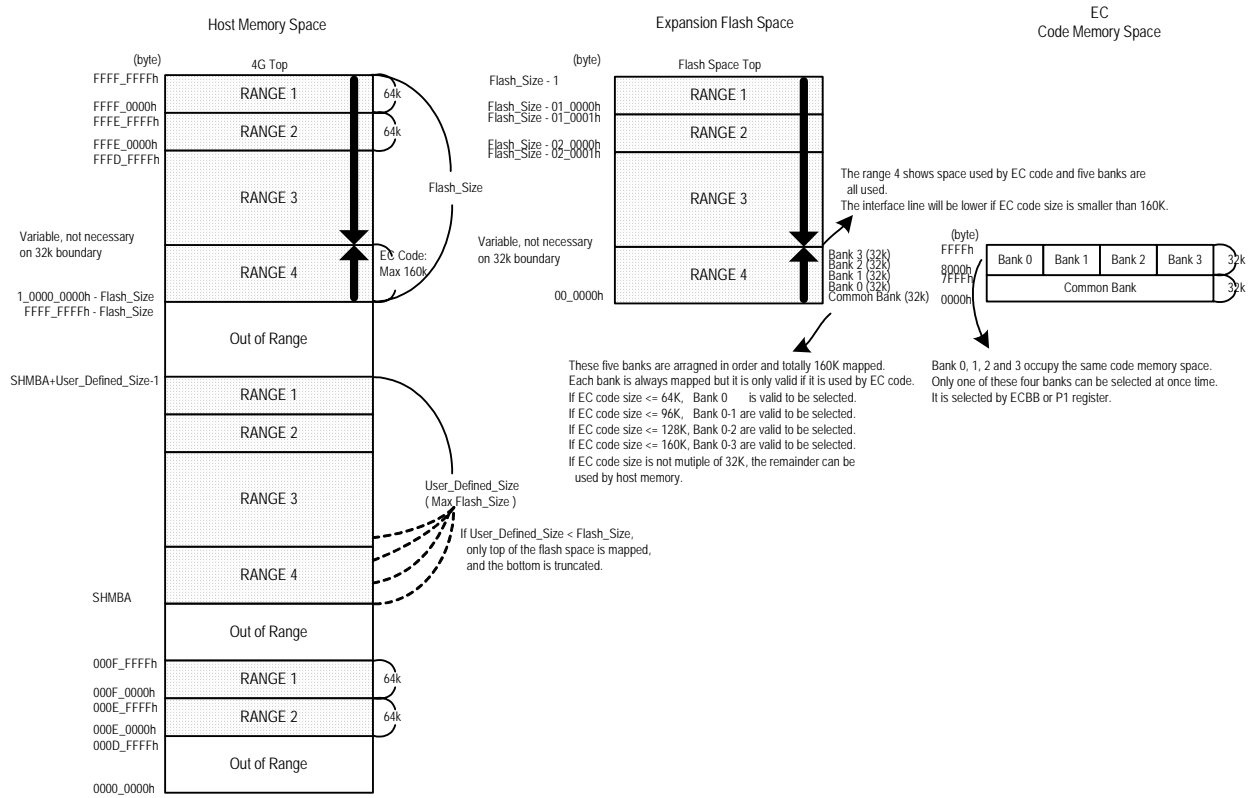 Host Memory Space
(byte)
4G Top
FFFF_FFFFh
RANGE 1
64k
FFFF_0000h
FFFE_FFFFh
RANGE 2
64k
FFFE_0000h
FFFD_FFFFh
RANGE 3
Flash_Size
Variable, not necessary
on 32k boundary
EC Code:
Max 160k
RANGE 4
1_0000_0000h - Flash_Size
FFFF_FFFFh - Flash_Size
Out of Range
SHMBA+User_Defined_Size-1
RANGE 1
RANGE 2
RANGE 3
User_Defined_Size
( Max Flash_Size )
If User_Defined_Size < Flash_Size,
only top of the flash space is mapped,
and the bottom is truncated.
RANGE 4
SHMBA
Out of Range
000F_FFFFh
RANGE 1
64k
000F_0000h
000E_FFFFh
RANGE 2
64k
000E_0000h
000D_FFFFh
Out of Range
0000_0000h
Expansion Flash Space
(byte)
Flash Space Top
Flash_Size - 1
RANGE 1
Flash_Size - 01_0000h
Flash_Size - 01_0001h
RANGE 2
Flash_Size - 02_0000h
Flash_Size - 02_0001h
RANGE 3
The range 4 shows space used by EC code and five banks are
all used.
The interface line will be lower if EC code size is smaller than 160K.
Variable, not necessary
on 32k boundary
RANGE 4
Bank 3 (32k)
Bank 2 (32k)
Bank 1 (32k)
Bank 0 (32k)
Common Bank (32k)
00_0000h
These five banks are arragned in order and totally 160K mapped.
Each bank is always mapped but it is only valid if it is used by EC code.
If EC code size <= 64K, Bank 0 is valid to be selected.
If EC code size <= 96K, Bank 0-1 are valid to be selected.
If EC code size <= 128K, Bank 0-2 are valid to be selected.
If EC code size <= 160K, Bank 0-3 are valid to be selected.
If EC code size is not mutiple of 32K, the remainder can be
used by host memory.
EC
Code Memory Space
(byte)
FFFFh
Bank 0 Bank 1 Bank 2 Bank 3
32k
8000h
7FFFh
Common Bank
32k
0000h
Bank 0, 1, 2 and 3 occupy the same code memory space.
Only one of these four banks can be selected at once time.
It is selected by ECBB or P1 register.